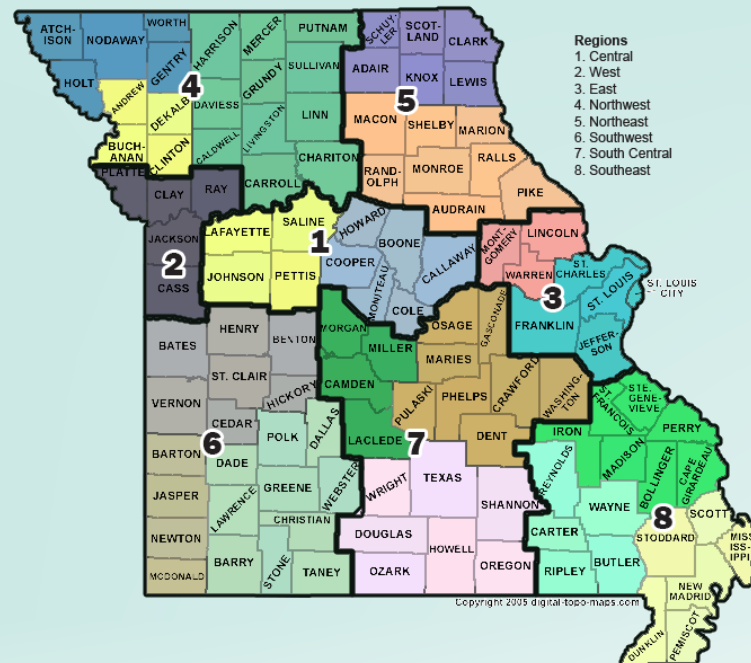 Regions
1. Central
2. West
3. East
4. Northwest
5. Northeast
6. Southwest
7. South Central
8. Southeast
ATCH-
ISON
NODAWAY
WORTH
HARRISON
MERCER
PUTNAM
SCHUY-
LER
SCOT-
LAND
CLARK
HOLT
GENTRY
ANDREW
DEKALB
DAVIESS
GRUNDY
SULLIVAN
ADAIR
KNOX
LEWIS
4
5
LINN
MACON
SHELBY
MARION
BUCH-
ANAN
CLINTON
CALDWELL
LIVINGSTON
CHARITON
RAND-
OLPH
MONROE
RALLS
PIKE
PLATTE
CLAY
RAY
CARROLL
AUDRAIN
LAFAYETTE
SALINE
HOWARD
BOONE
CALLAWAY
MONT-
GOMERY
LINCOLN
JACKSON
2
CASS
JOHNSON
PETTIS
1
COOPER
MONITEAU
COLE
WARREN
ST.
CHARLES
ST. LOUIS
ST. LOUIS
CITY
3
FRANKLIN
JEFFER-
SON
BATES
HENRY
BENTON
MORGAN
MILLER
OSAGE
GASCONADE
MARIES
ST. CLAIR
HICKORY
CAMDEN
PULASKI
PHELPS
CRAWFORD
WASHING-
TON
ST.
FRANCOIS
STE.
GENE-
VIEVE
PERRY
VERNON
CEDAR
6
POLK
DALLAS
LACLEDE
7
DENT
IRON
MADISON
BOLLINGER
CAPE
GIRARDEAU
BARTON
DADE
GREENE
WEBSTER
WRIGHT
TEXAS
SHANNON
REYNOLDS
WAYNE
8
SCOTT
JASPER
LAWRENCE
CHRISTIAN
STODDARD
MISS
ISS-
IPPI
NEWTON
BARRY
STONE
TANEY
DOUGLAS
HOWELL
OREGON
CARTER
RIPLEY
BUTLER
MCDONALD
OZARK
NEW
MADRID
DUNKLIN
PEMISCOT
Copyright 2005 digital-topo-maps.com